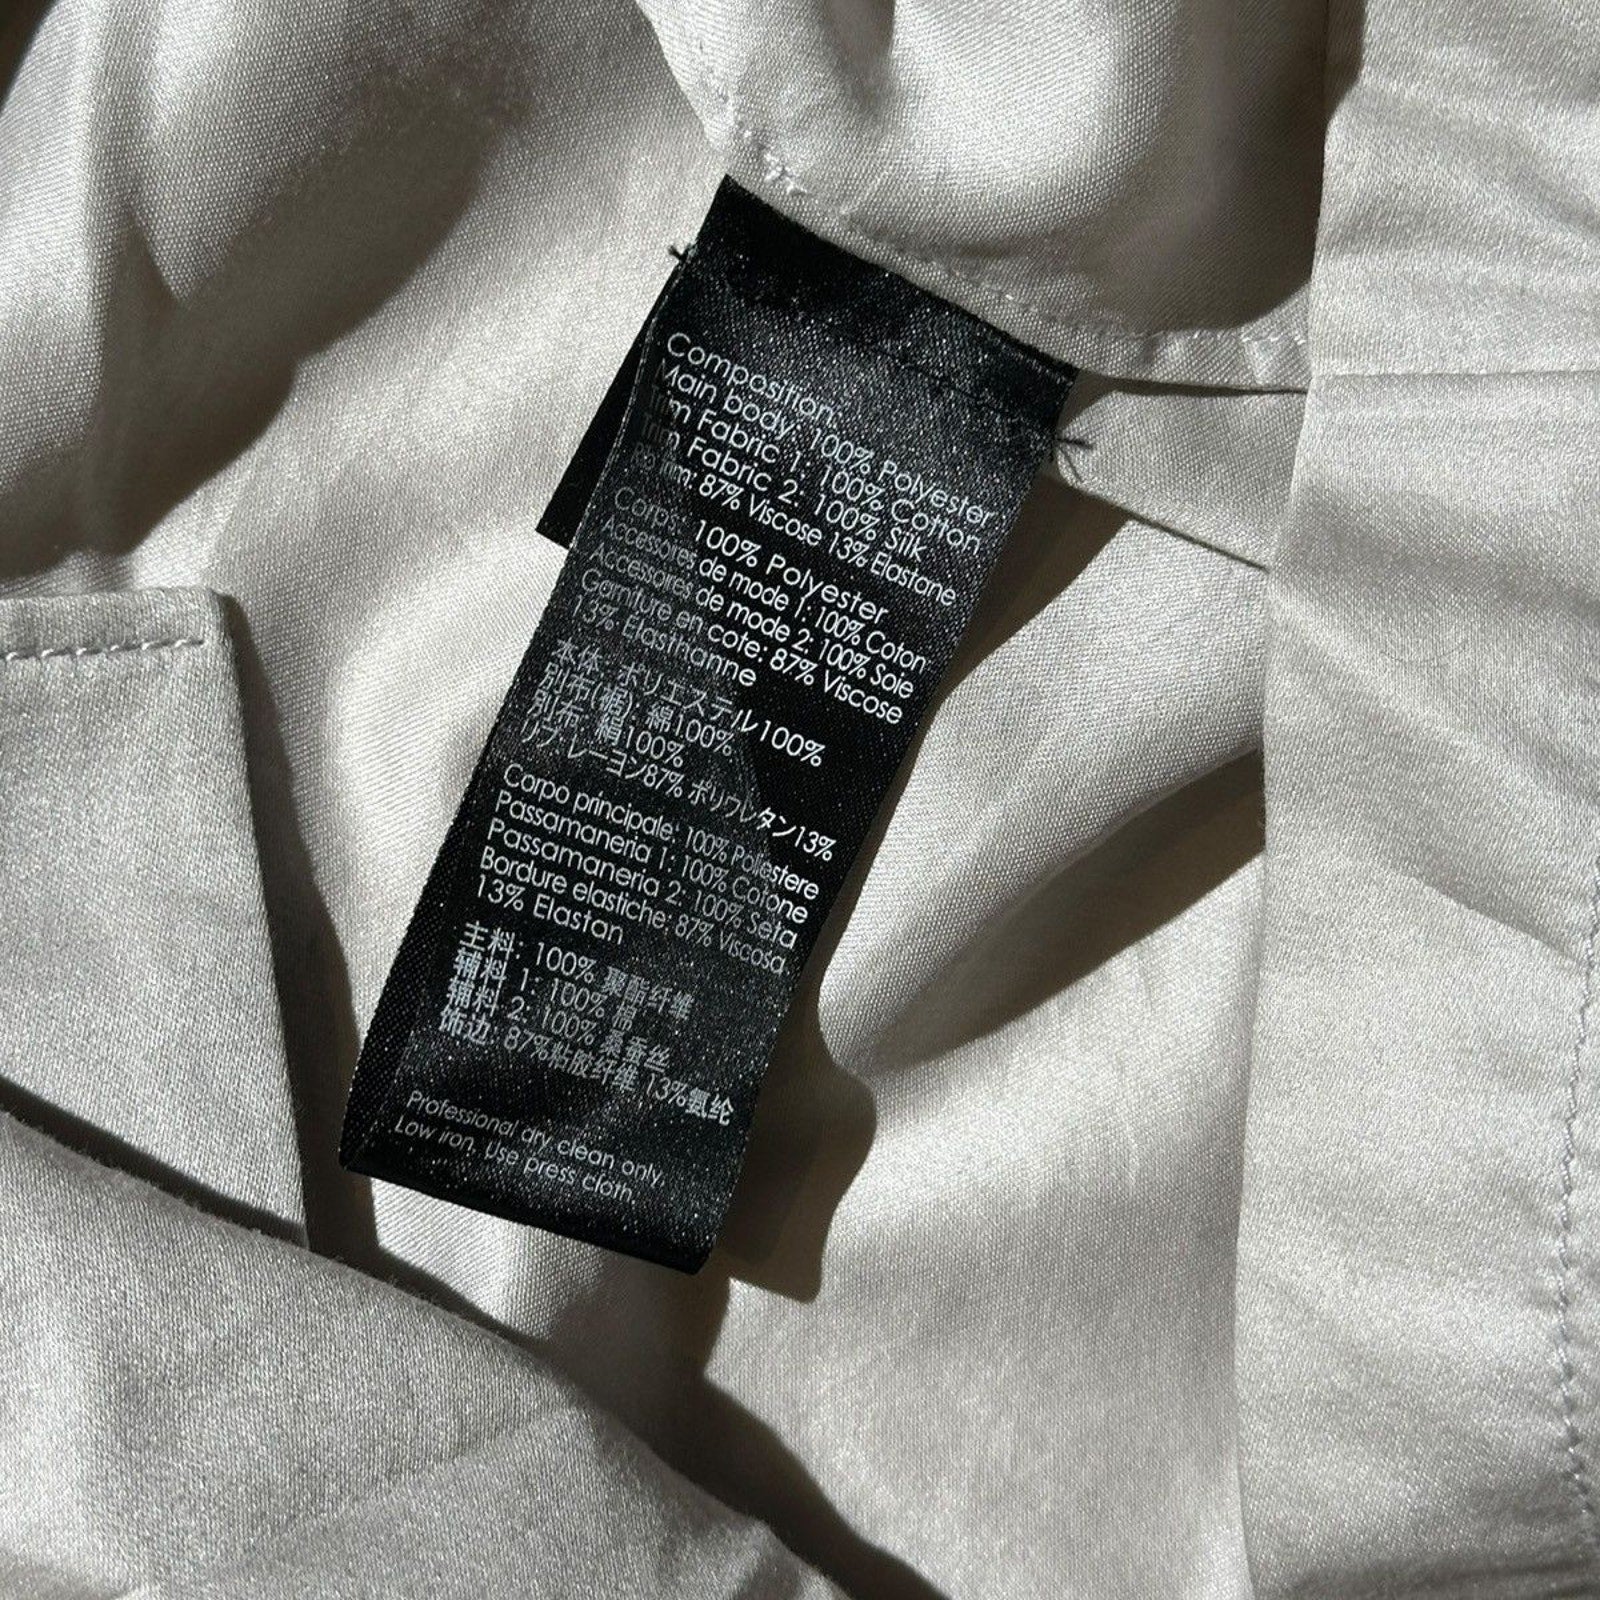 Composition.
Main body: 100% Polyester
Trim Fabric 1: 100% Cotton
Trim Fabric 2: 100% Silk
Rib Trim: 87% Viscose 13% Elastane
Corps: 100% Polyester
Accessoires de mode 1: 100% Coton
Accessoires de mode 2: 100% Soie
Garniture en cote: 87% Viscose
13% Elasthanne
本体: ポリエステル100%
別布(裾): 綿100%
別布: 絹100%
リブ レーヨン87% ポリウレタン13%
Corpo principale: 100% Poliestere
Passamaneria 1: 100% Cotone
Passamaneria 2: 100% Seta
Bordure elastiche: 87% Viscosa
13% Elastan
主料: 100% 聚酯纤维
辅料 1: 100% 棉
辅料 2: 100% 桑蚕丝
饰边: 87%粘胶纤维 13%氨纶
Professional dry clean only.
Low iron. Use press cloth.